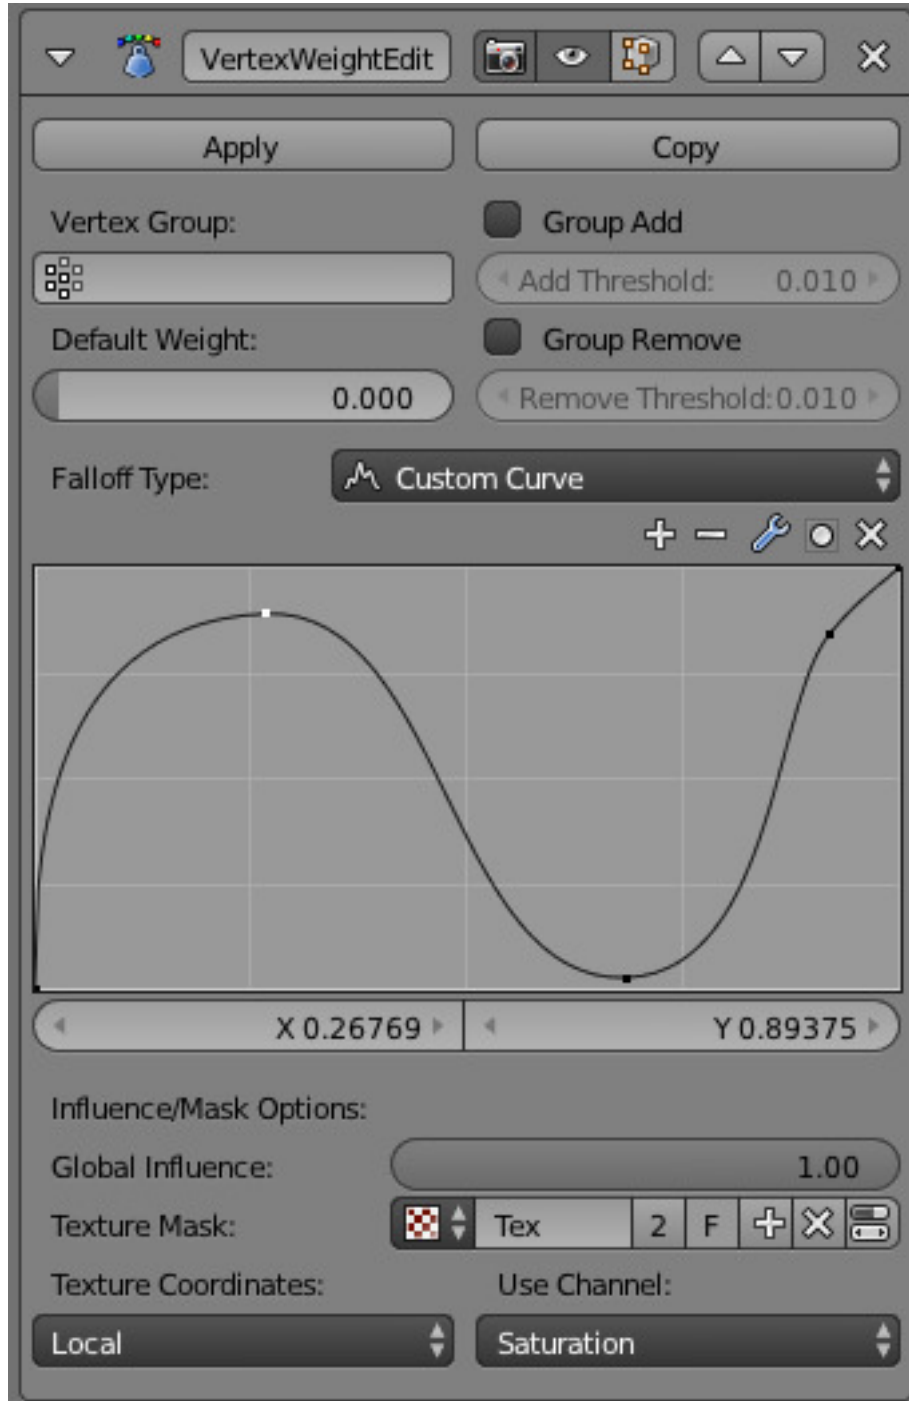 VertexWeightEdit
Apply Copy
Vertex Group: Group Add
Add Threshold: 0.010
Default Weight: Group Remove
0.000 Remove Threshold: 0.010
Falloff Type: Custom Curve
X 0.26769 Y 0.89375
Influence/Mask Options:
Global Influence: 1.00
Texture Mask: Tex 2 F
Texture Coordinates: Use Channel:
Local Saturation